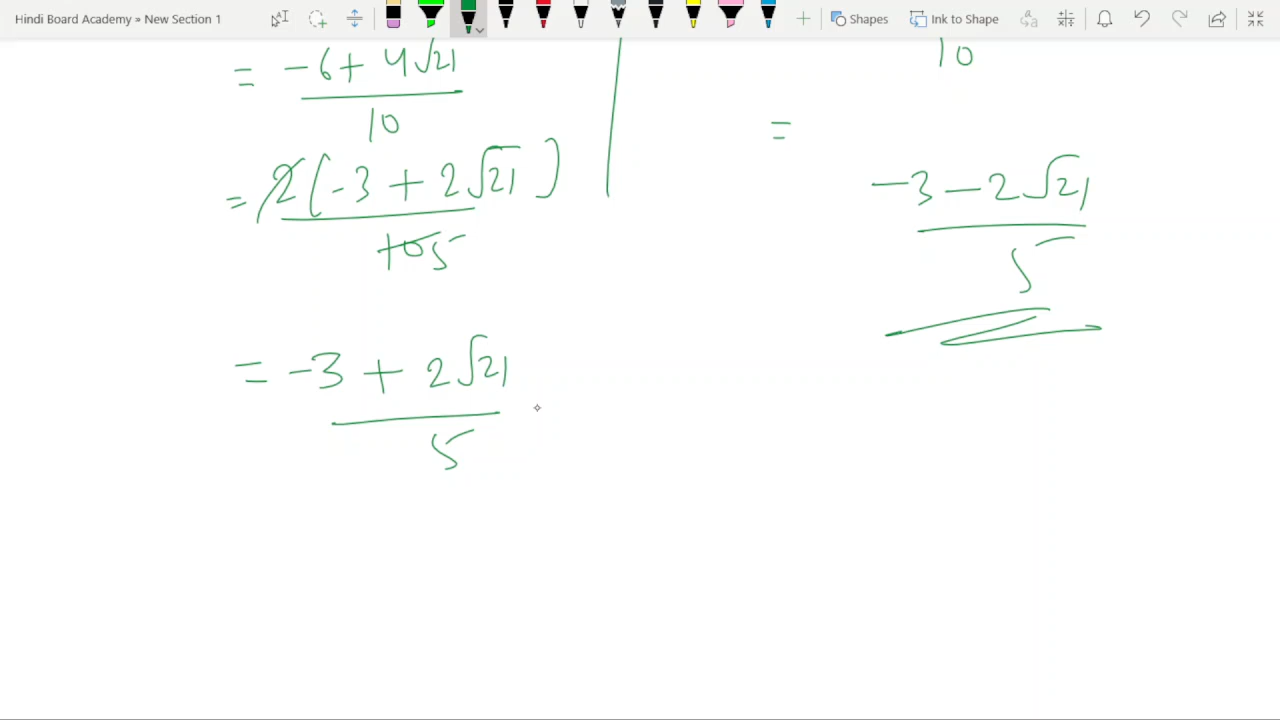 Hindi Board Academy » New Section 1
Shapes
Ink to Shape
= -6 + 4√21
10
= 2(-3 + 2√21)
10 5
= -3 + 2√21
5
10
=
-3 - 2√21
5